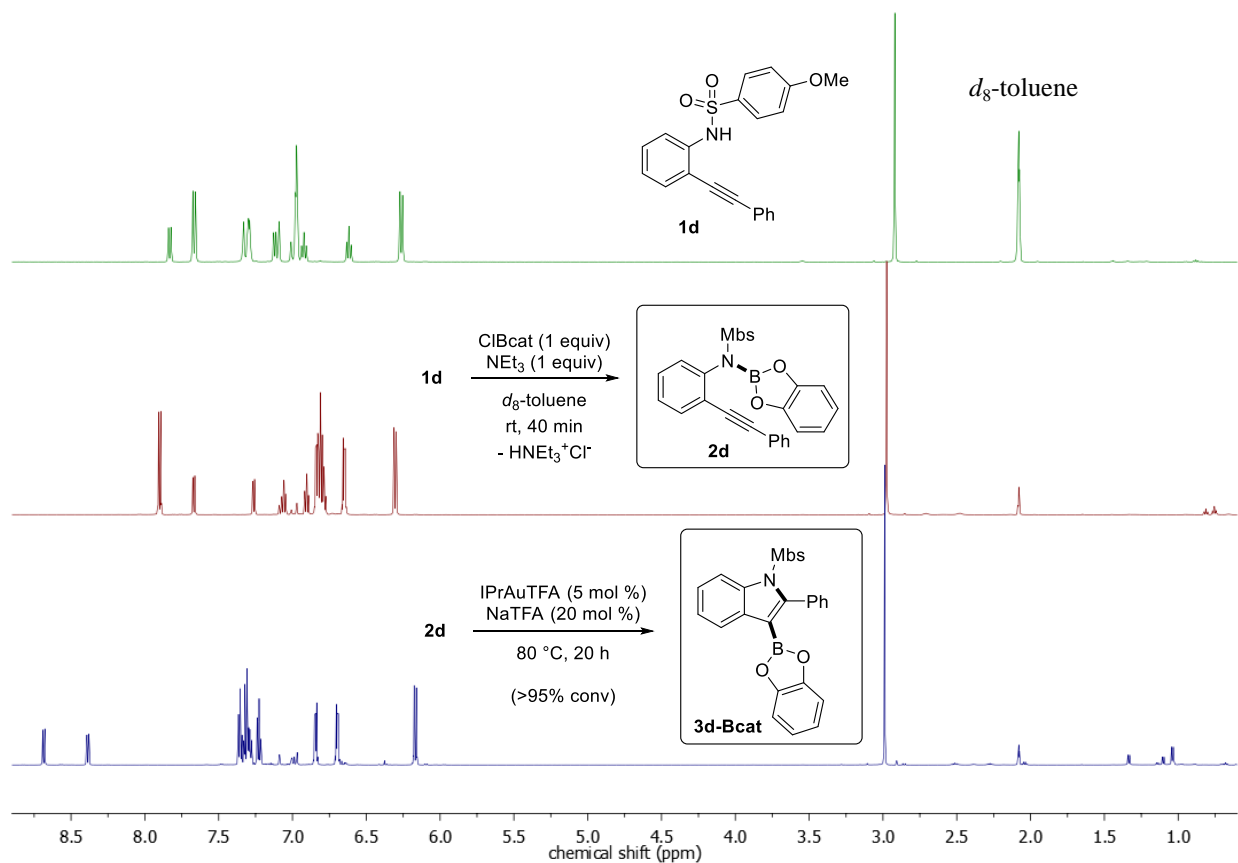 OMe
O
S
O
NH
Ph
1d
d8-toluene
1d
ClBcat (1 equiv)
NEt3 (1 equiv)
d8-toluene
rt, 40 min
- HNEt3+Cl-
Mbs
N
B
O
O
Ph
2d
2d
IPrAuTFA (5 mol %)
NaTFA (20 mol %)
80 °C, 20 h
(>95% conv)
Mbs
N
Ph
B
O
O
3d-Bcat
8.5 8.0 7.5 7.0 6.5 6.0 5.5 5.0 4.5 4.0 3.5 3.0 2.5 2.0 1.5 1.0
chemical shift (ppm)